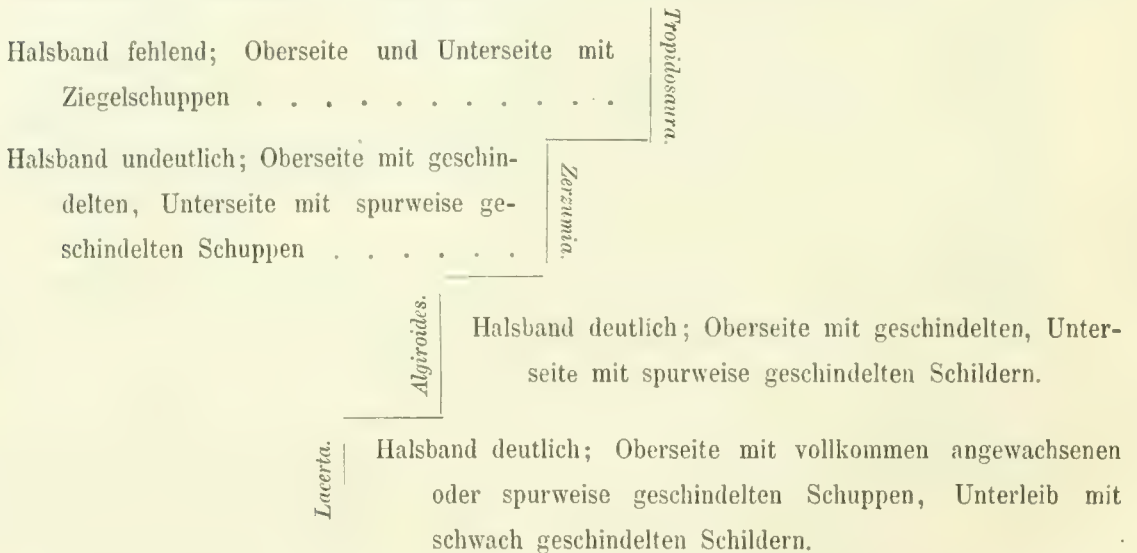 Halsband fehlend; Oberseite und Unterseite mit
Ziegelschuppen . . . . . . . . . . . .
Tropidosaura.
Halsband undeutlich; Oberseite mit geschin-
delten, Unterseite mit spurweise ge-
schindelten Schuppen . . . . . .
Zerzumia.
Algiroides.
Halsband deutlich; Oberseite mit geschindelten, Unter-
seite mit spurweise geschindelten Schildern.
Lacerta.
Halsband deutlich; Oberseite mit vollkommen angewachsenen
oder spurweise geschindelten Schuppen, Unterleib mit
schwach geschindelten Schildern.